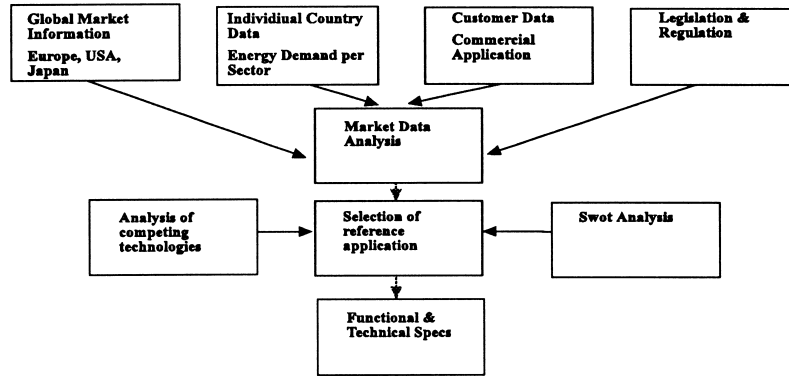 Global Market
Information
Europe, USA,
Japan
Individiual Country
Data
Energy Demand per
Sector
Customer Data
Commercial
Application
Legislation &
Regulation
Market Data
Analysis
Analysis of
competing
technologies
Selection of
reference
application
Swot Analysis
Functional &
Technical Specs